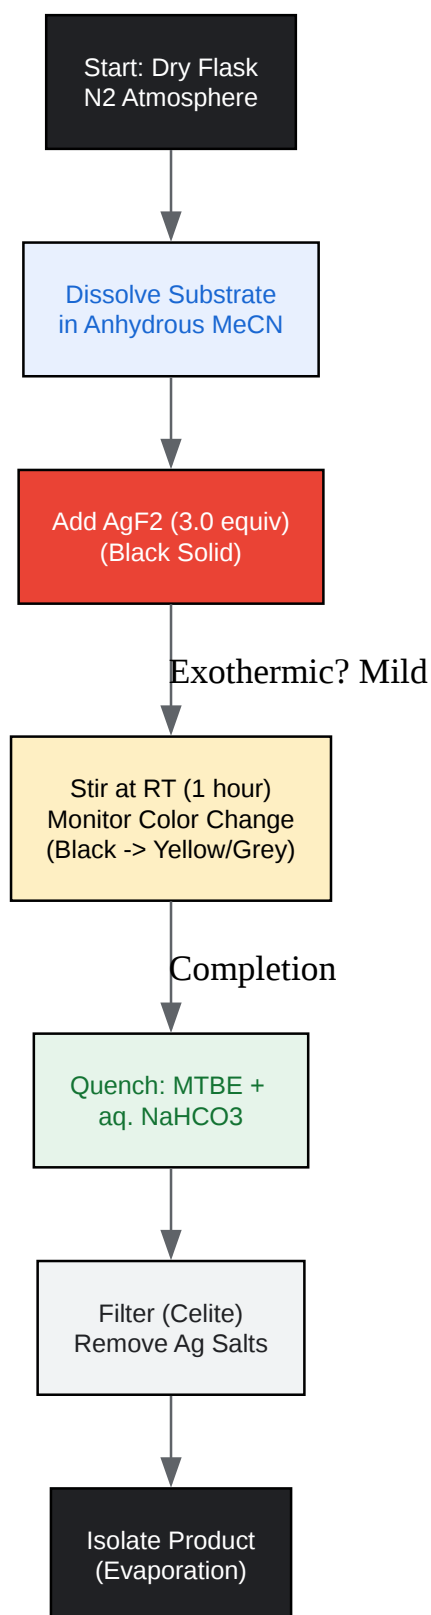 Start: Dry Flask
N2 Atmosphere
Dissolve Substrate
in Anhydrous MeCN
Add AgF2 (3.0 equiv)
(Black Solid)
Exothermic? Mild
Stir at RT (1 hour)
Monitor Color Change
(Black -> Yellow/Grey)
Completion
Quench: MTBE +
aq. NaHCO3
Filter (Celite)
Remove Ag Salts
Isolate Product
(Evaporation)